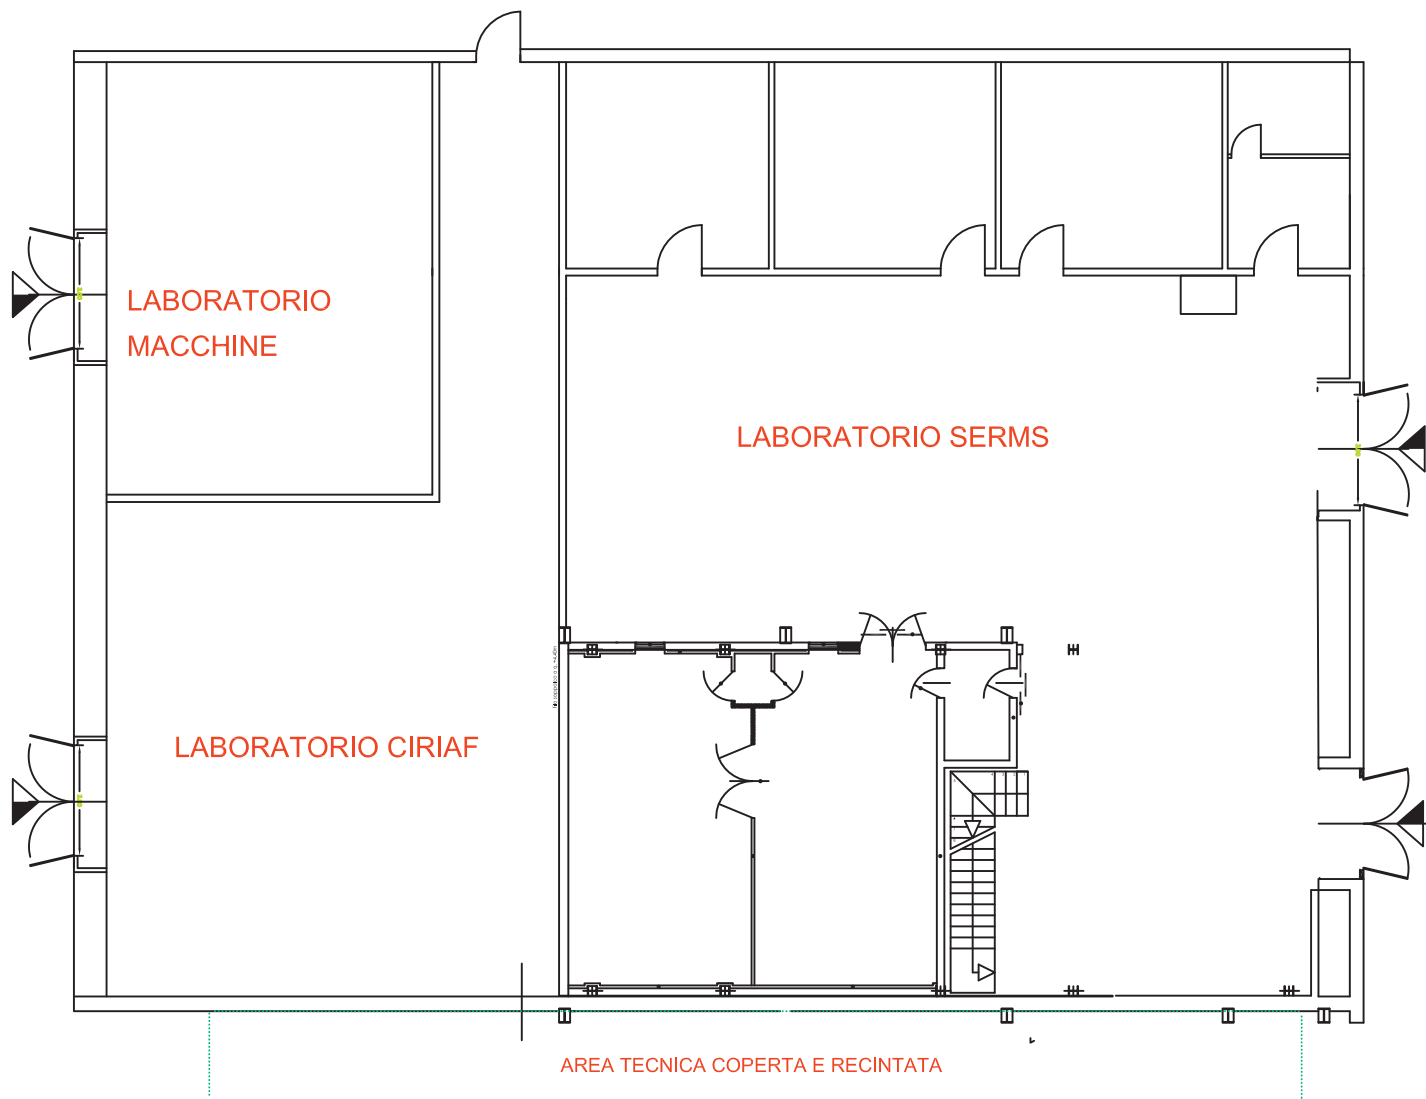 LABORATORIO
MACCHINE
LABORATORIO SERMS
LABORATORIO CIRIAF
AREA TECNICA COPERTA E RECINTATA